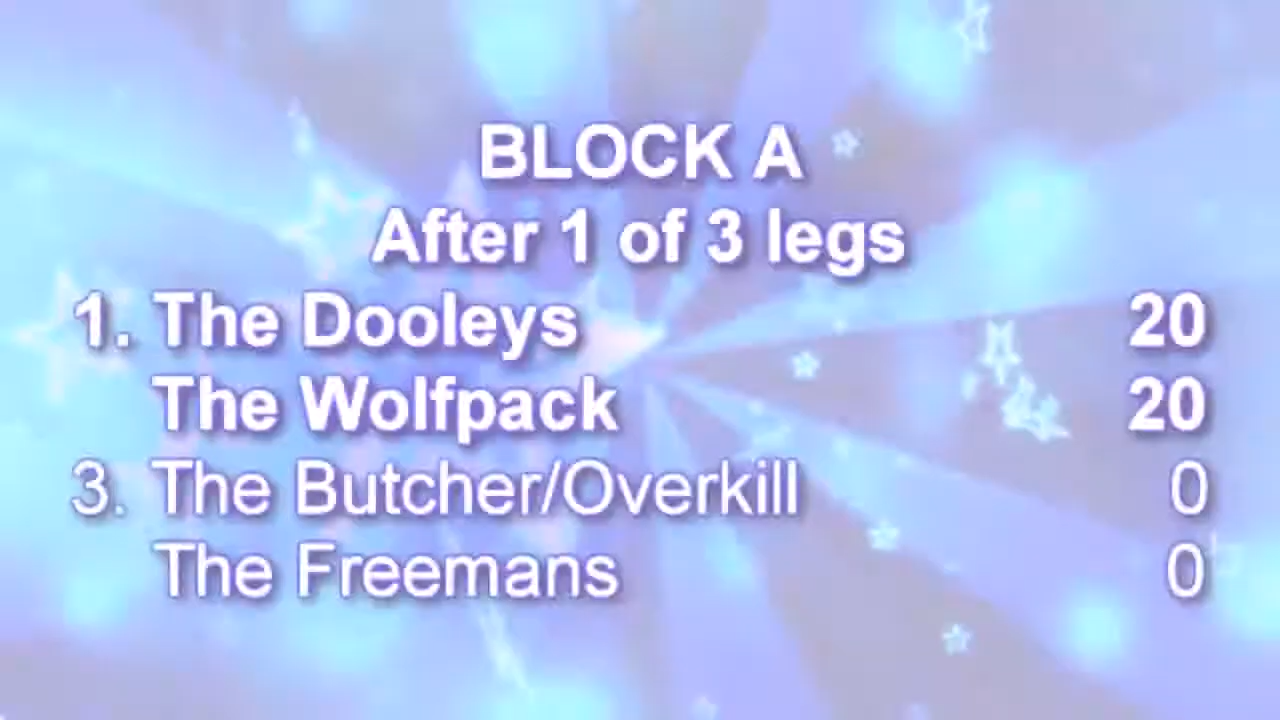 BLOCK A
After 1 of 3 legs
1. The Dooleys 20
The Wolfpack 20
3. The Butcher/Overkill 0
The Freemans 0